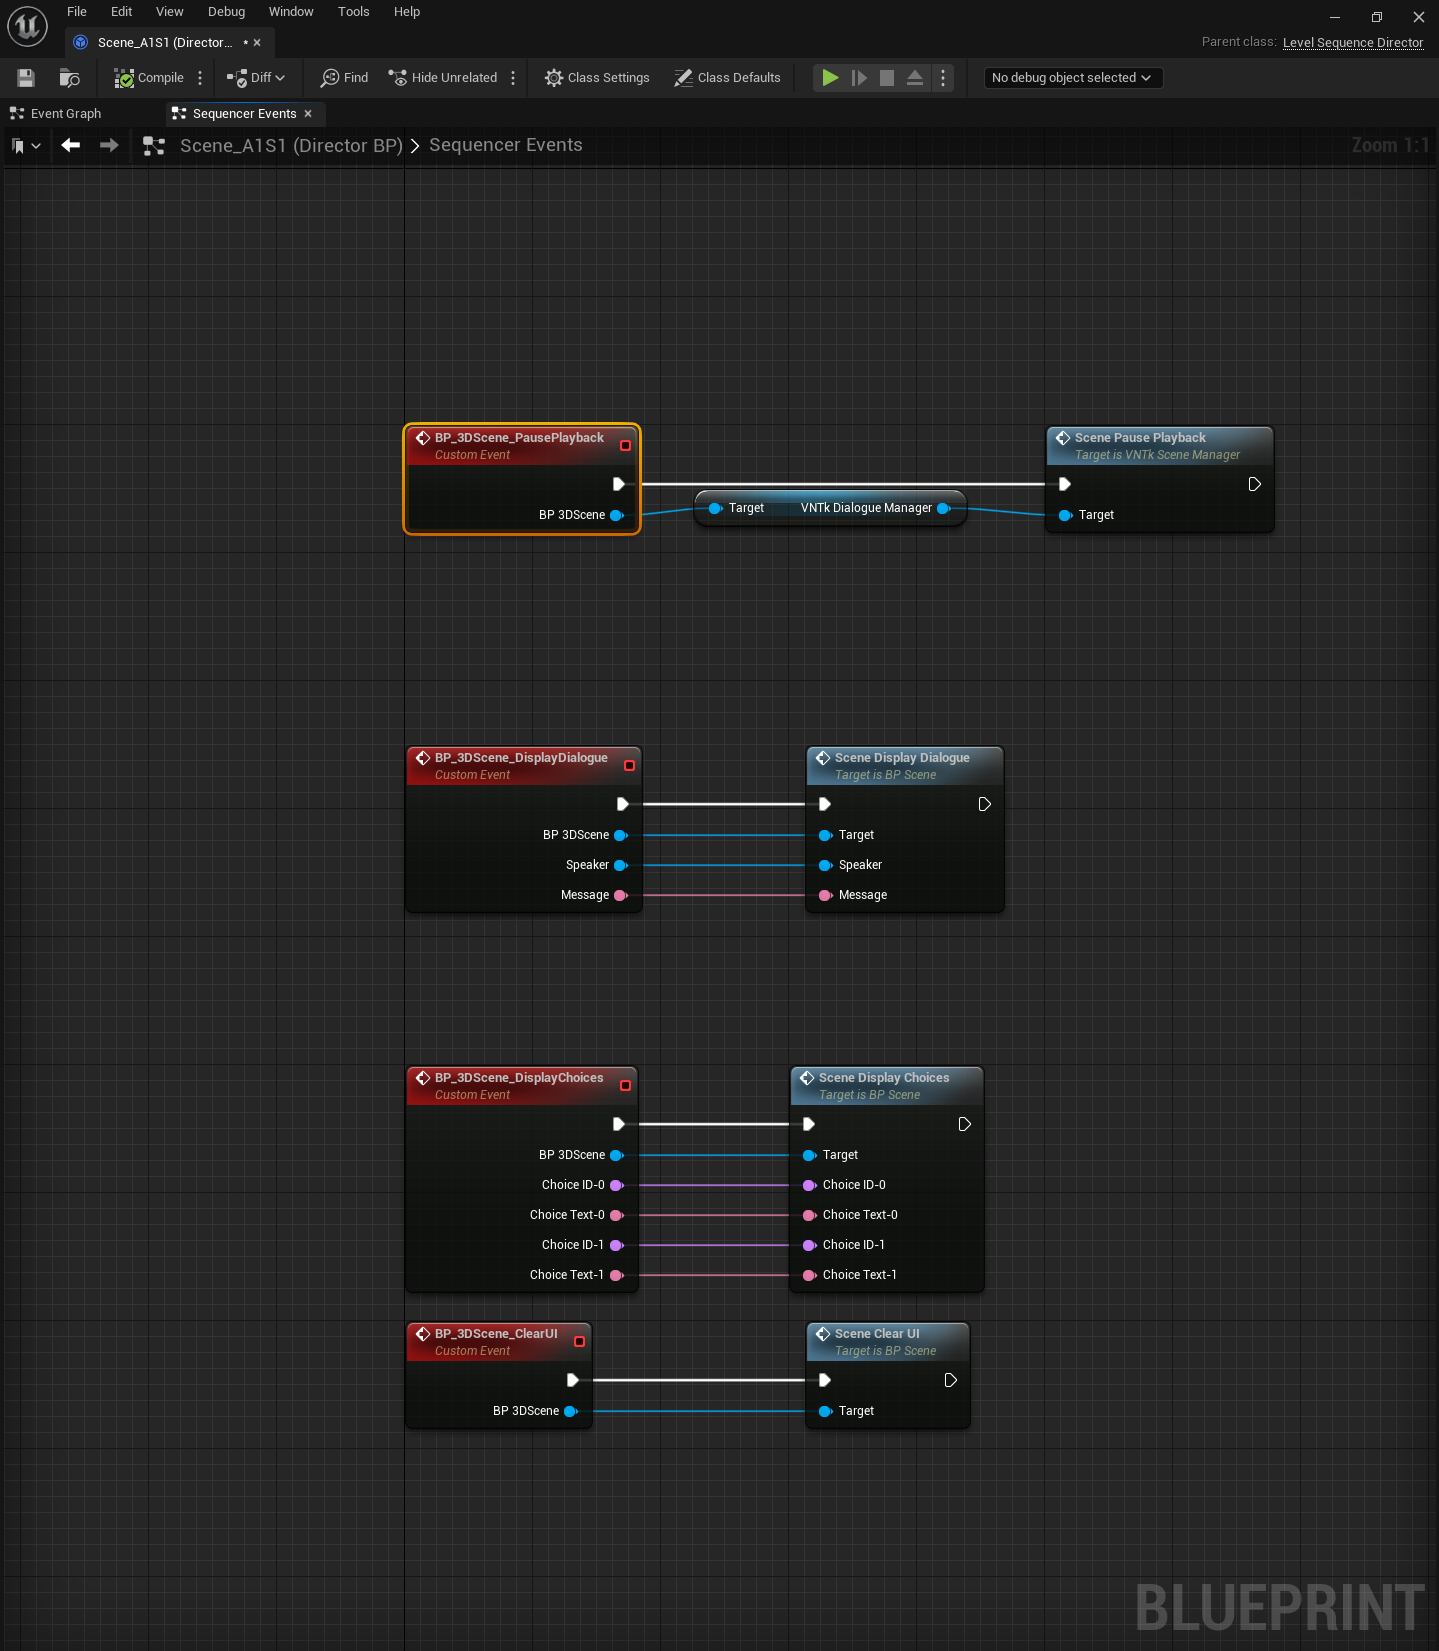 File Edit View Debug Window Tools Help
Scene_A1S1 (Director...
Parent class: Level Sequence Director
Compile Diff Find Hide Unrelated Class Settings Class Defaults No debug object selected
Event Graph Sequencer Events
Scene_A1S1 (Director BP) > Sequencer Events Zoom 1:1
BP_3DScene_PausePlayback
Custom Event
BP 3DScene
Target VNTk Dialogue Manager
Scene Pause Playback
Target is VNTk Scene Manager
Target
BP_3DScene_DisplayDialogue
Custom Event
BP 3DScene
Speaker
Message
Scene Display Dialogue
Target is BP Scene
Target
Speaker
Message
BP_3DScene_DisplayChoices
Custom Event
BP 3DScene
Choice ID-0
Choice Text-0
Choice ID-1
Choice Text-1
Scene Display Choices
Target is BP Scene
Target
Choice ID-0
Choice Text-0
Choice ID-1
Choice Text-1
BP_3DScene_ClearUI
Custom Event
BP 3DScene
Scene Clear UI
Target is BP Scene
Target
BLUEPRINT